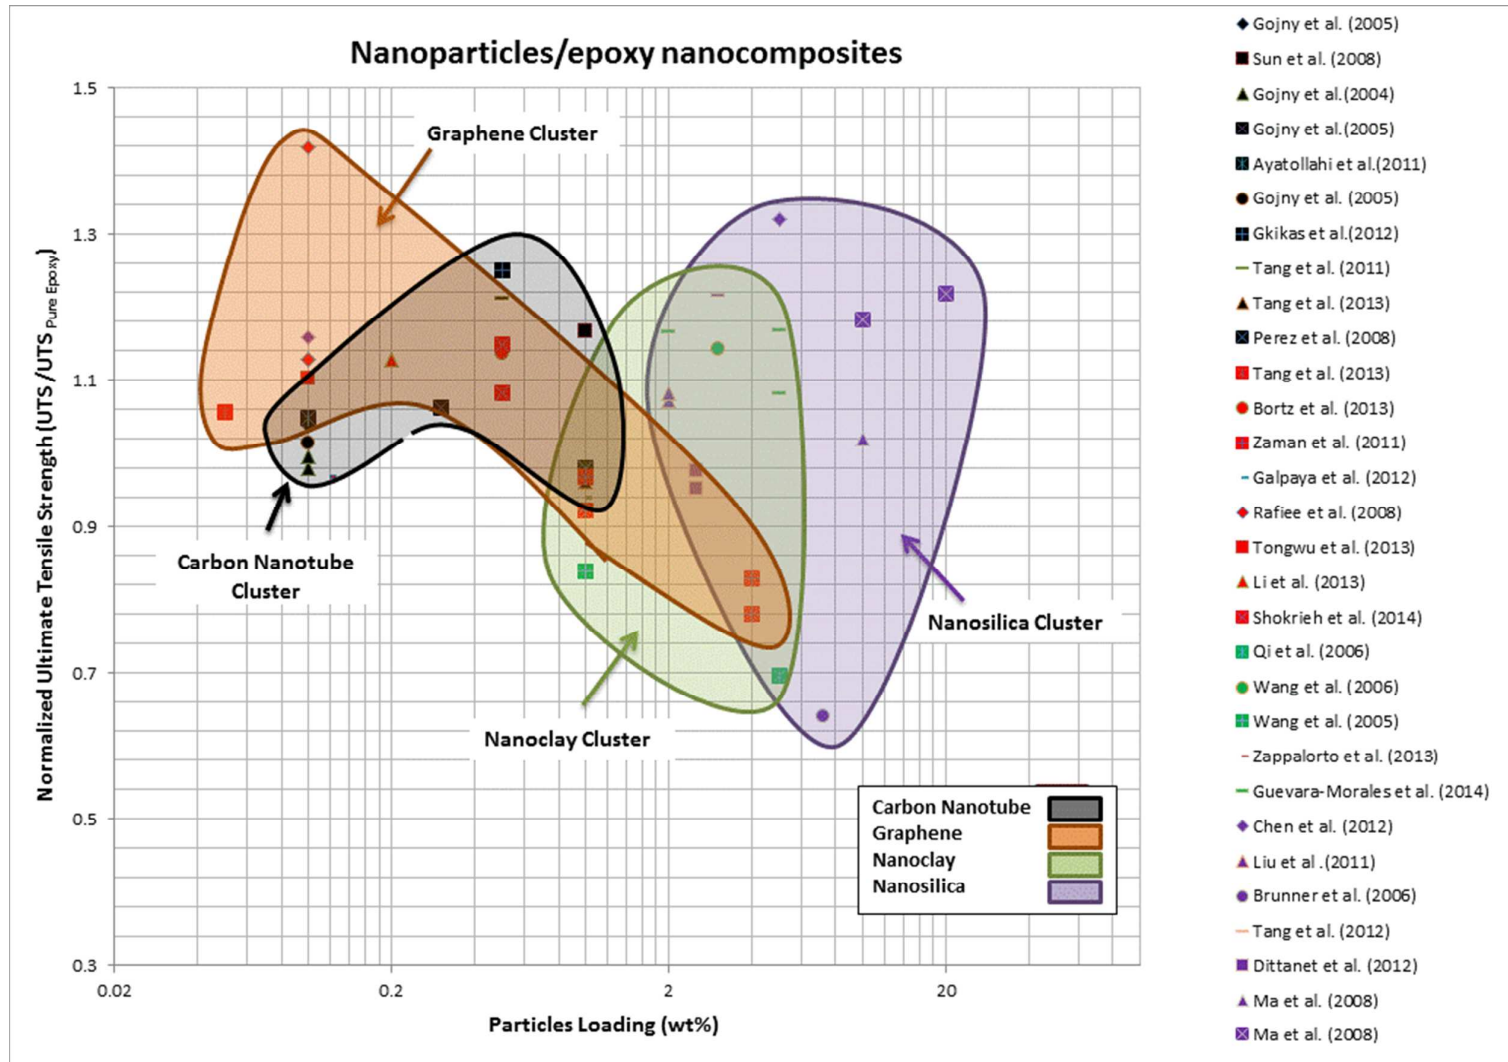 Nanoparticles/epoxy nanocomposites
Normalized Ultimate Tensile Strength (UTS /UTS Pure Epoxy)
1.5
1.3
1.1
0.9
0.7
0.5
0.3
0.02
0.2
2
20
Particles Loading (wt%)
Graphene Cluster
Carbon Nanotube
Cluster
Nanoclay Cluster
Nanosilica Cluster
Carbon Nanotube
Graphene
Nanoclay
Nanosilica
Gojny et al. (2005)
Sun et al. (2008)
Gojny et al.(2004)
Gojny et al.(2005)
Ayatollahi et al.(2011)
Gojny et al. (2005)
Gkikas et al.(2012)
Tang et al. (2011)
Tang et al. (2013)
Perez et al. (2008)
Tang et al. (2013)
Bortz et al. (2013)
Zaman et al. (2011)
Galpaya et al. (2012)
Rafiee et al. (2008)
Tongwu et al. (2013)
Li et al. (2013)
Shokrieh et al. (2014)
Qi et al. (2006)
Wang et al. (2006)
Wang et al. (2005)
Zappalorto et al. (2013)
Guevara-Morales et al. (2014)
Chen et al. (2012)
Liu et al .(2011)
Brunner et al. (2006)
Tang et al. (2012)
Dittanet et al. (2012)
Ma et al. (2008)
Ma et al. (2008)